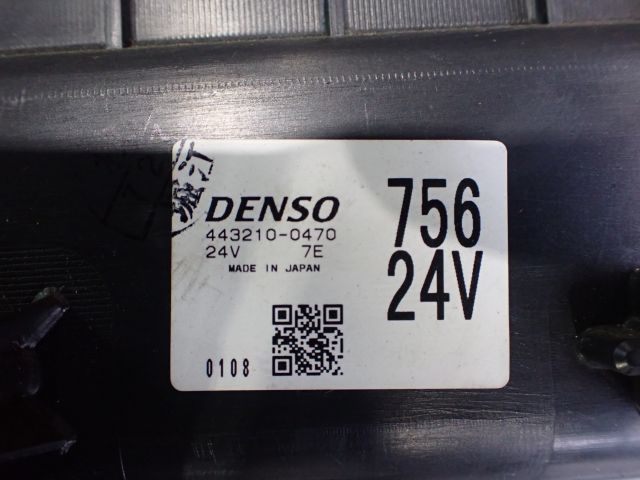 DENSO
443210-0470
24V 7E
MADE IN JAPAN
756
24V
0108